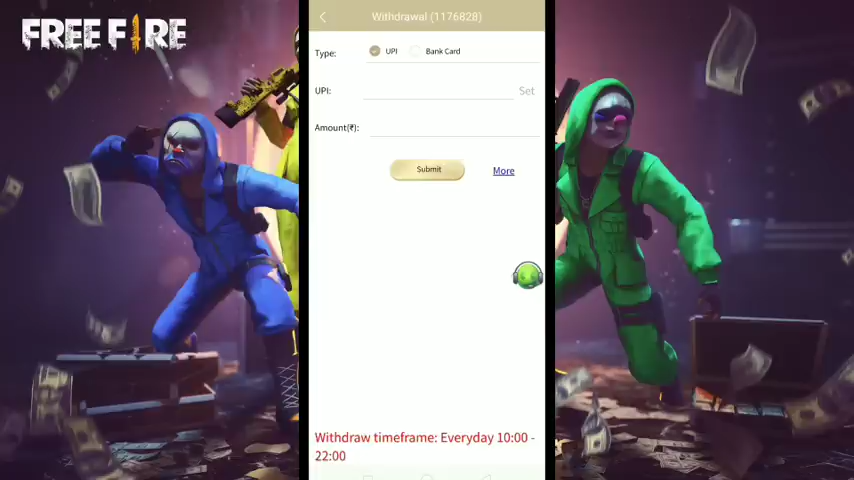 FREE FIRE
Withdrawal (1176828)
Type: UPI Bank Card
UPI: Set
Amount(₹):
Submit More
Withdraw timeframe: Everyday 10:00 -
22:00